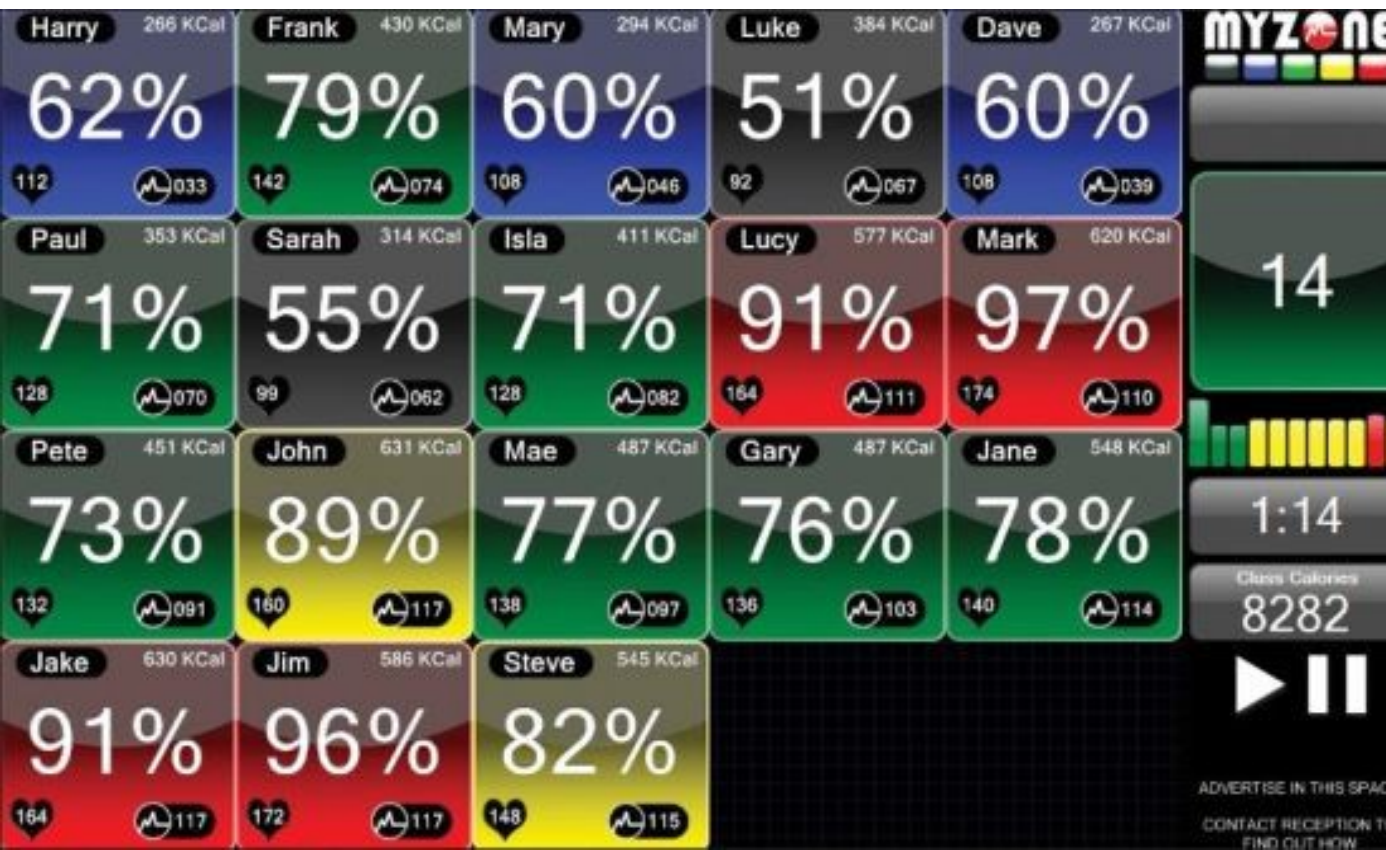 Harry 266 KCal
62%
112 033
Frank 430 KCal
79%
142 074
Mary 294 KCal
60%
108 046
Luke 384 KCal
51%
92 067
Dave 267 KCal
60%
108 039
Paul 353 KCal
71%
128 070
Sarah 314 KCal
55%
99 062
Isla 411 KCal
71%
128 082
Lucy 577 KCal
91%
164 111
Mark 620 KCal
97%
174 110
Pete 451 KCal
73%
132 091
John 631 KCal
89%
160 117
Mae 487 KCal
77%
138 097
Gary 487 KCal
76%
136 103
Jane 548 KCal
78%
140 114
Jake 630 KCal
91%
164 117
Jim 586 KCal
96%
172 117
Steve 545 KCal
82%
148 115
MYZONE
14
1:14
Class Calories
8282
ADVERTISE IN THIS SPAC
CONTACT RECEPTION T
FIND OUT HOW